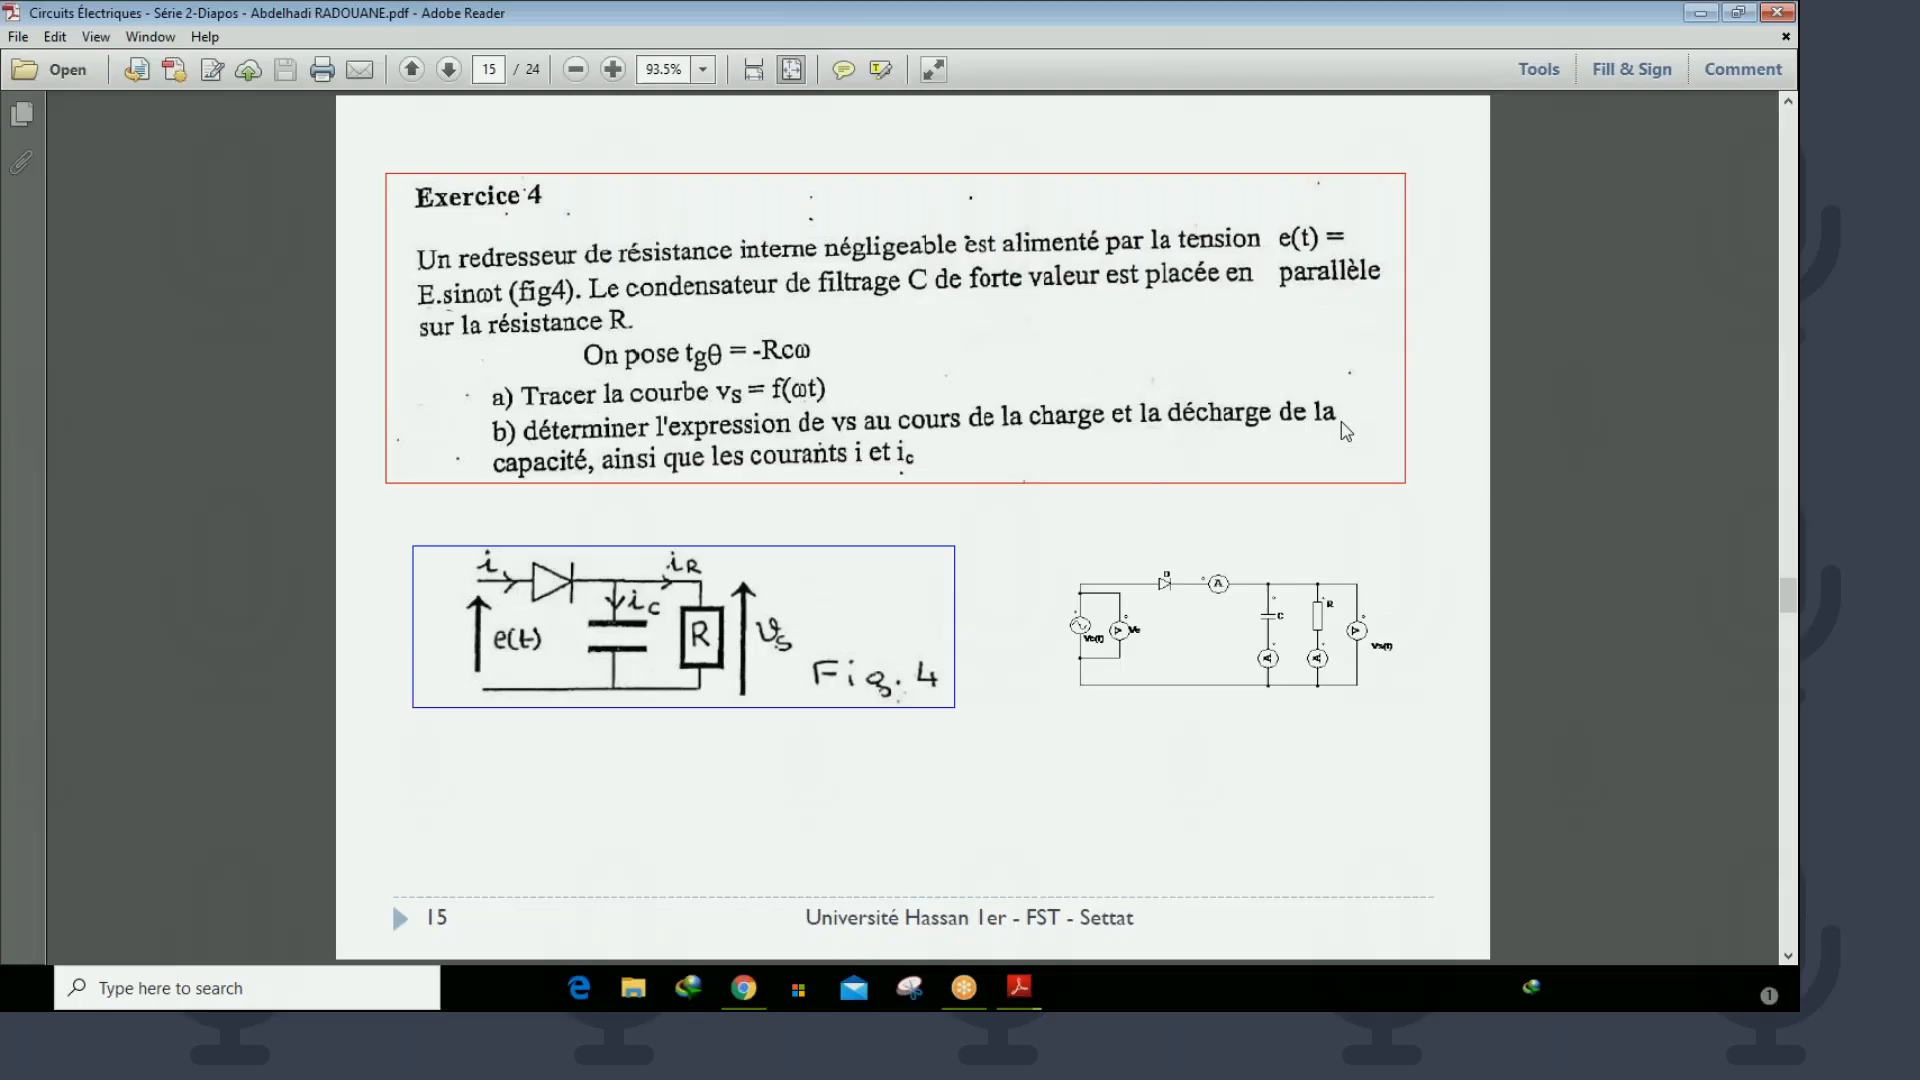 Circuits Électriques - Série 2-Diapos - Abdelhadi RADOUANE.pdf - Adobe Reader
File Edit View Window Help
Open 15 / 24 93.5% Tools Fill & Sign Comment
Exercice 4
Un redresseur de résistance interne négligeable est alimenté par la tension e(t) =
E.sinωt (fig4). Le condensateur de filtrage C de forte valeur est placée en parallèle
sur la résistance R.
On pose tgθ = -Rcω
a) Tracer la courbe vs = f(ωt)
b) déterminer l'expression de vs au cours de la charge et la décharge de la
capacité, ainsi que les courants i et ic
i iR
ic
e(t) R vs
Fig. 4
D
A
C R
Ve(t) Ve
A A Vs(t)
15 Université Hassan 1er - FST - Settat
Type here to search
1